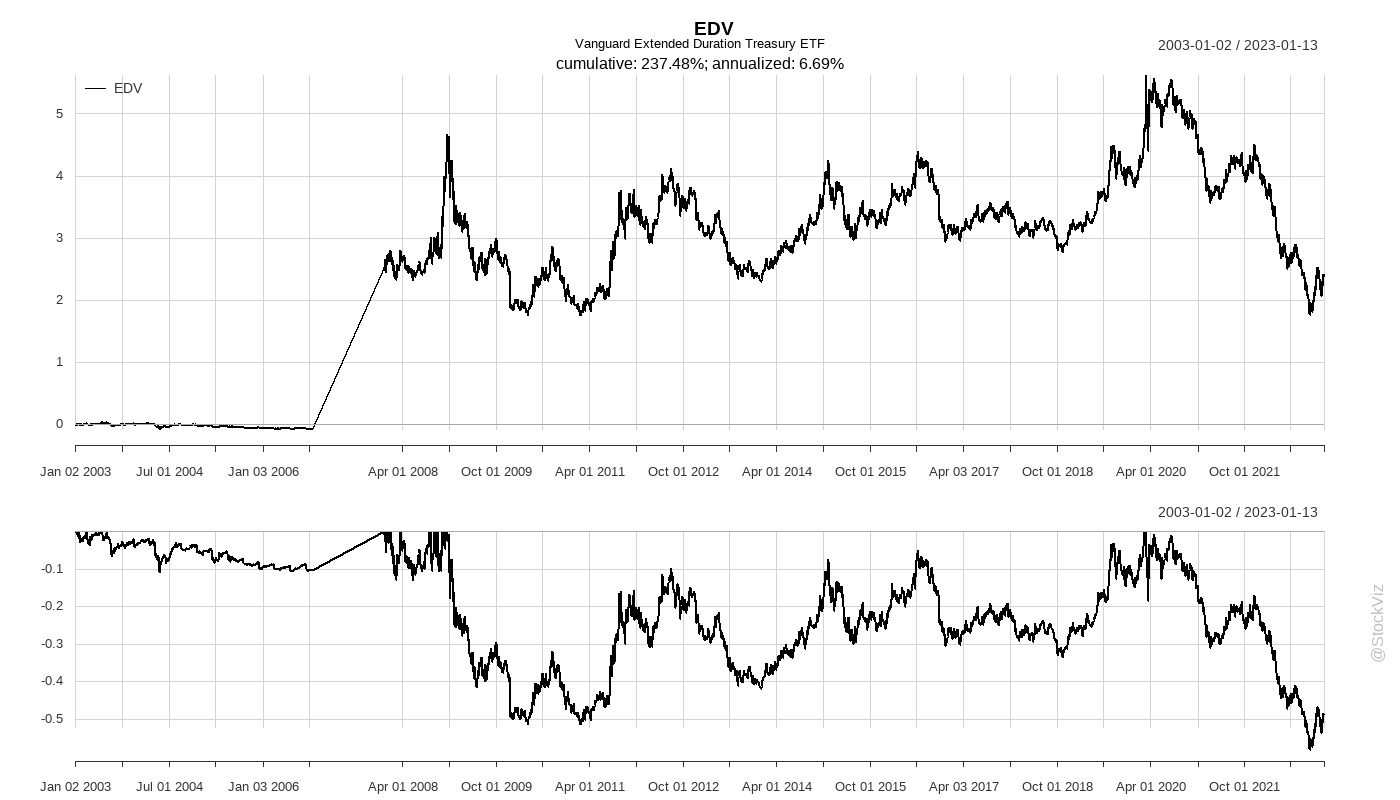 EDV
Vanguard Extended Duration Treasury ETF
2003-01-02 / 2023-01-13
cumulative: 237.48%; annualized: 6.69%
EDV
5
4
3
2
1
0
Jan 02 2003 Jul 01 2004 Jan 03 2006 Apr 01 2008 Oct 01 2009 Apr 01 2011 Oct 01 2012 Apr 01 2014 Oct 01 2015 Apr 03 2017 Oct 01 2018 Apr 01 2020 Oct 01 2021
2003-01-02 / 2023-01-13
-0.1
-0.2
-0.3
-0.4
-0.5
Jan 02 2003 Jul 01 2004 Jan 03 2006 Apr 01 2008 Oct 01 2009 Apr 01 2011 Oct 01 2012 Apr 01 2014 Oct 01 2015 Apr 03 2017 Oct 01 2018 Apr 01 2020 Oct 01 2021
@StockViz